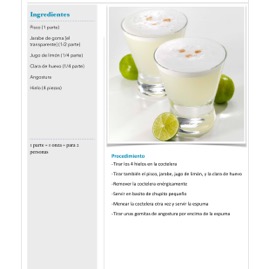 Ingredientes
Pisco (1 parte)
Jarabe de goma (el
transparente)(1/2 parte)
Jugo de limón (1/4 parte)
Clara de huevo (1/4 parte)
Angostura
Hielo (4 piezas)
1 parte = 1 onza = para 2
personas
Procedimiento
-Tirar los 4 hielos en la coctelera
-Tirar también el pisco, jarabe, jugo de limón, y la clara de huevo
-Remover la coctelera enérgicamente
-Servir en vasito de chupito pequeño
-Menear la coctelera otra vez y servir la espuma
-Tirar unas gomitas de angostura por encima de la espuma